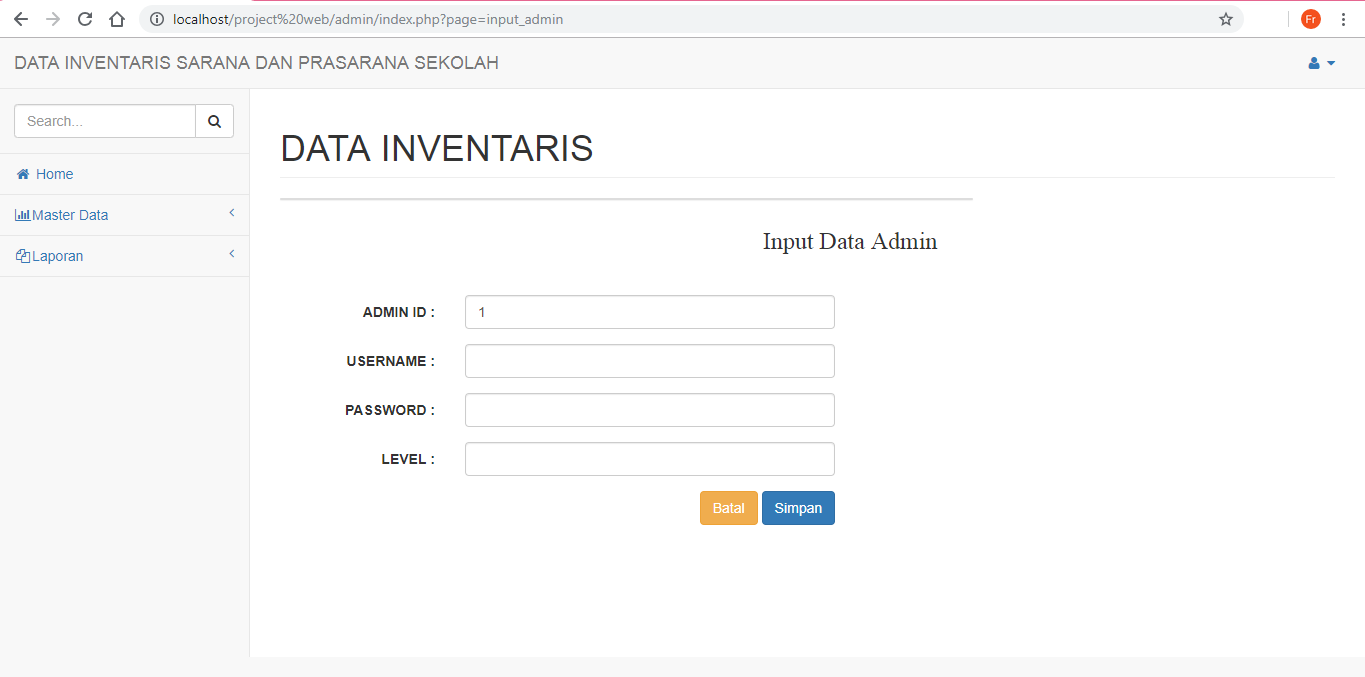 localhost/project%20web/admin/index.php?page=input_admin
Fr
DATA INVENTARIS SARANA DAN PRASARANA SEKOLAH
Search...
Home
Master Data
Laporan
DATA INVENTARIS
Input Data Admin
ADMIN ID : 1
USERNAME :
PASSWORD :
LEVEL :
Batal Simpan